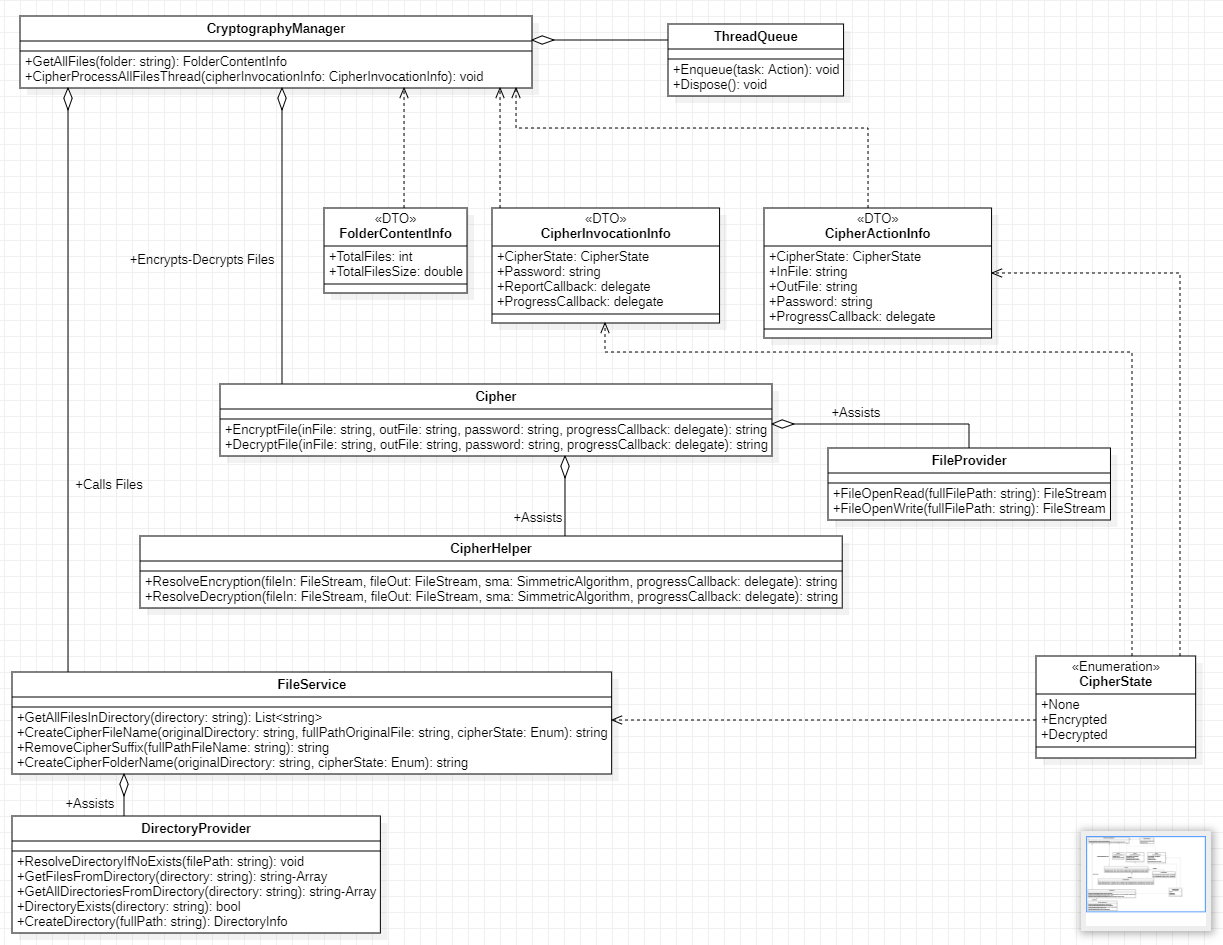 CryptographyManager
+GetAllFiles(folder: string): FolderContentInfo
+CipherProcessAllFilesThread(cipherInvocationInfo: CipherInvocationInfo): void
ThreadQueue
+Enqueue(task: Action): void
+Dispose(): void
«DTO»
FolderContentInfo
+TotalFiles: int
+TotalFilesSize: double
«DTO»
CipherInvocationInfo
+CipherState: CipherState
+Password: string
+ReportCallback: delegate
+ProgressCallback: delegate
«DTO»
CipherActionInfo
+CipherState: CipherState
+InFile: string
+OutFile: string
+Password: string
+ProgressCallback: delegate
+Encrypts-Decrypts Files
Cipher
+EncryptFile(inFile: string, outFile: string, password: string, progressCallback: delegate): string
+DecryptFile(inFile: string, outFile: string, password: string, progressCallback: delegate): string
+Assists
FileProvider
+FileOpenRead(fullFilePath: string): FileStream
+FileOpenWrite(fullFilePath: string): FileStream
+Calls Files
+Assists
CipherHelper
+ResolveEncryption(fileIn: FileStream, fileOut: FileStream, sma: SimmetricAlgorithm, progressCallback: delegate): string
+ResolveDecryption(fileIn: FileStream, fileOut: FileStream, sma: SimmetricAlgorithm, progressCallback: delegate): string
«Enumeration»
CipherState
+None
+Encrypted
+Decrypted
FileService
+GetAllFilesInDirectory(directory: string): List<string>
+CreateCipherFileName(originalDirectory: string, fullPathOriginalFile: string, cipherState: Enum): string
+RemoveCipherSuffix(fullPathFileName: string): string
+CreateCipherFolderName(originalDirectory: string, cipherState: Enum): string
+Assists
DirectoryProvider
+ResolveDirectoryIfNoExists(filePath: string): void
+GetFilesFromDirectory(directory: string): string-Array
+GetAllDirectoriesFromDirectory(directory: string): string-Array
+DirectoryExists(directory: string): bool
+CreateDirectory(fullPath: string): DirectoryInfo